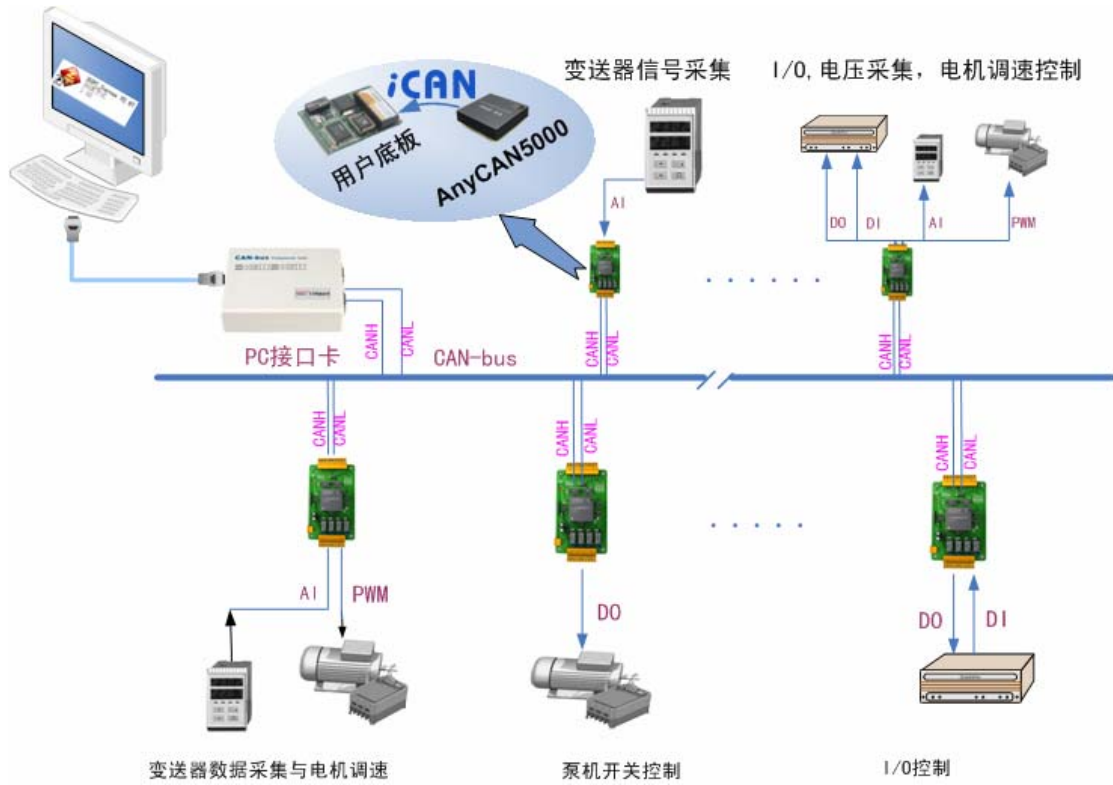 变送器信号采集
I/O,电压采集，电机调速控制
iCAN
用户底板
AnyCAN5000
AI
DO
DI
AI
PWM
CAN-bus
CANH
CANL
CANH
CANL
CANH
CANL
PC接口卡
CAN-bus
CANH
CANL
CANH
CANL
CANH
CANL
AI
PWM
DO
DO
DI
变送器数据采集与电机调速
泵机开关控制
I/O控制